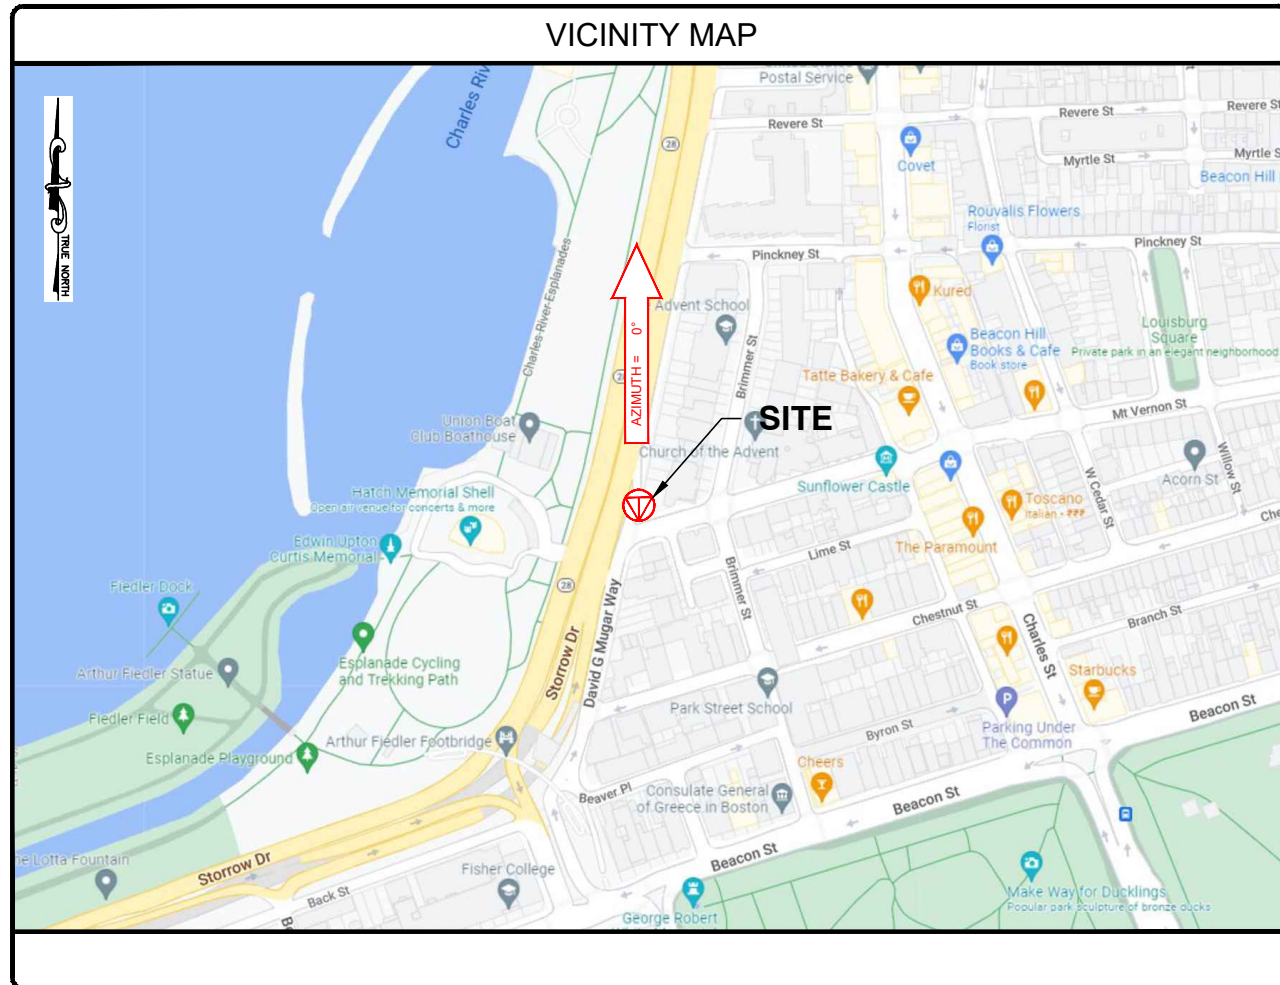 VICINITY MAP
Postal Service
Charles Riv
Revere St
Revere St
28
Covet
Myrtle St
Myrtle S
Beacon Hill
Rouvalis Flowers
Florist
Pinckney St
Pinckney St
TRUE NORTH
Charles River Esplanades
Kured
Advent School
Louisburg
Square
Private park in an elegant neighborhood
Beacon Hill
Books & Cafe
Book store
AZIMUTH = 0°
Brimmer St
Tatte Bakery & Cafe
Mt Vernon St
SITE
Union Boat
Club Boathouse
Church of the Advent
Willow St
Acorn St
W Cedar St
Sunflower Castle
Hatch Memorial Shell
Open air venue for concerts & more
Toscano
Italian • ₹₹₹
Che
Edwin Upton
Curtis Memorial
The Paramount
Lime St
Fiedler Dock
28
Brimmer St
David G Mugar Way
Chestnut St
Branch St
Charles St
Esplanade Cycling
and Trekking Path
Storrow Dr
Arthur Fiedler Statue
Starbucks
Park Street School
Beacon St
Fiedler Field
Byron St
Parking Under
The Common
Arthur Fiedler Footbridge
Esplanade Playground
Cheers
Beaver Pl
Consulate General
of Greece in Boston
Beacon St
Beacon St
Storrow Dr
ne Lotta Fountain
Fisher College
Back St
Make Way for Ducklings
Popular park sculpture of bronze ducks
George Robert